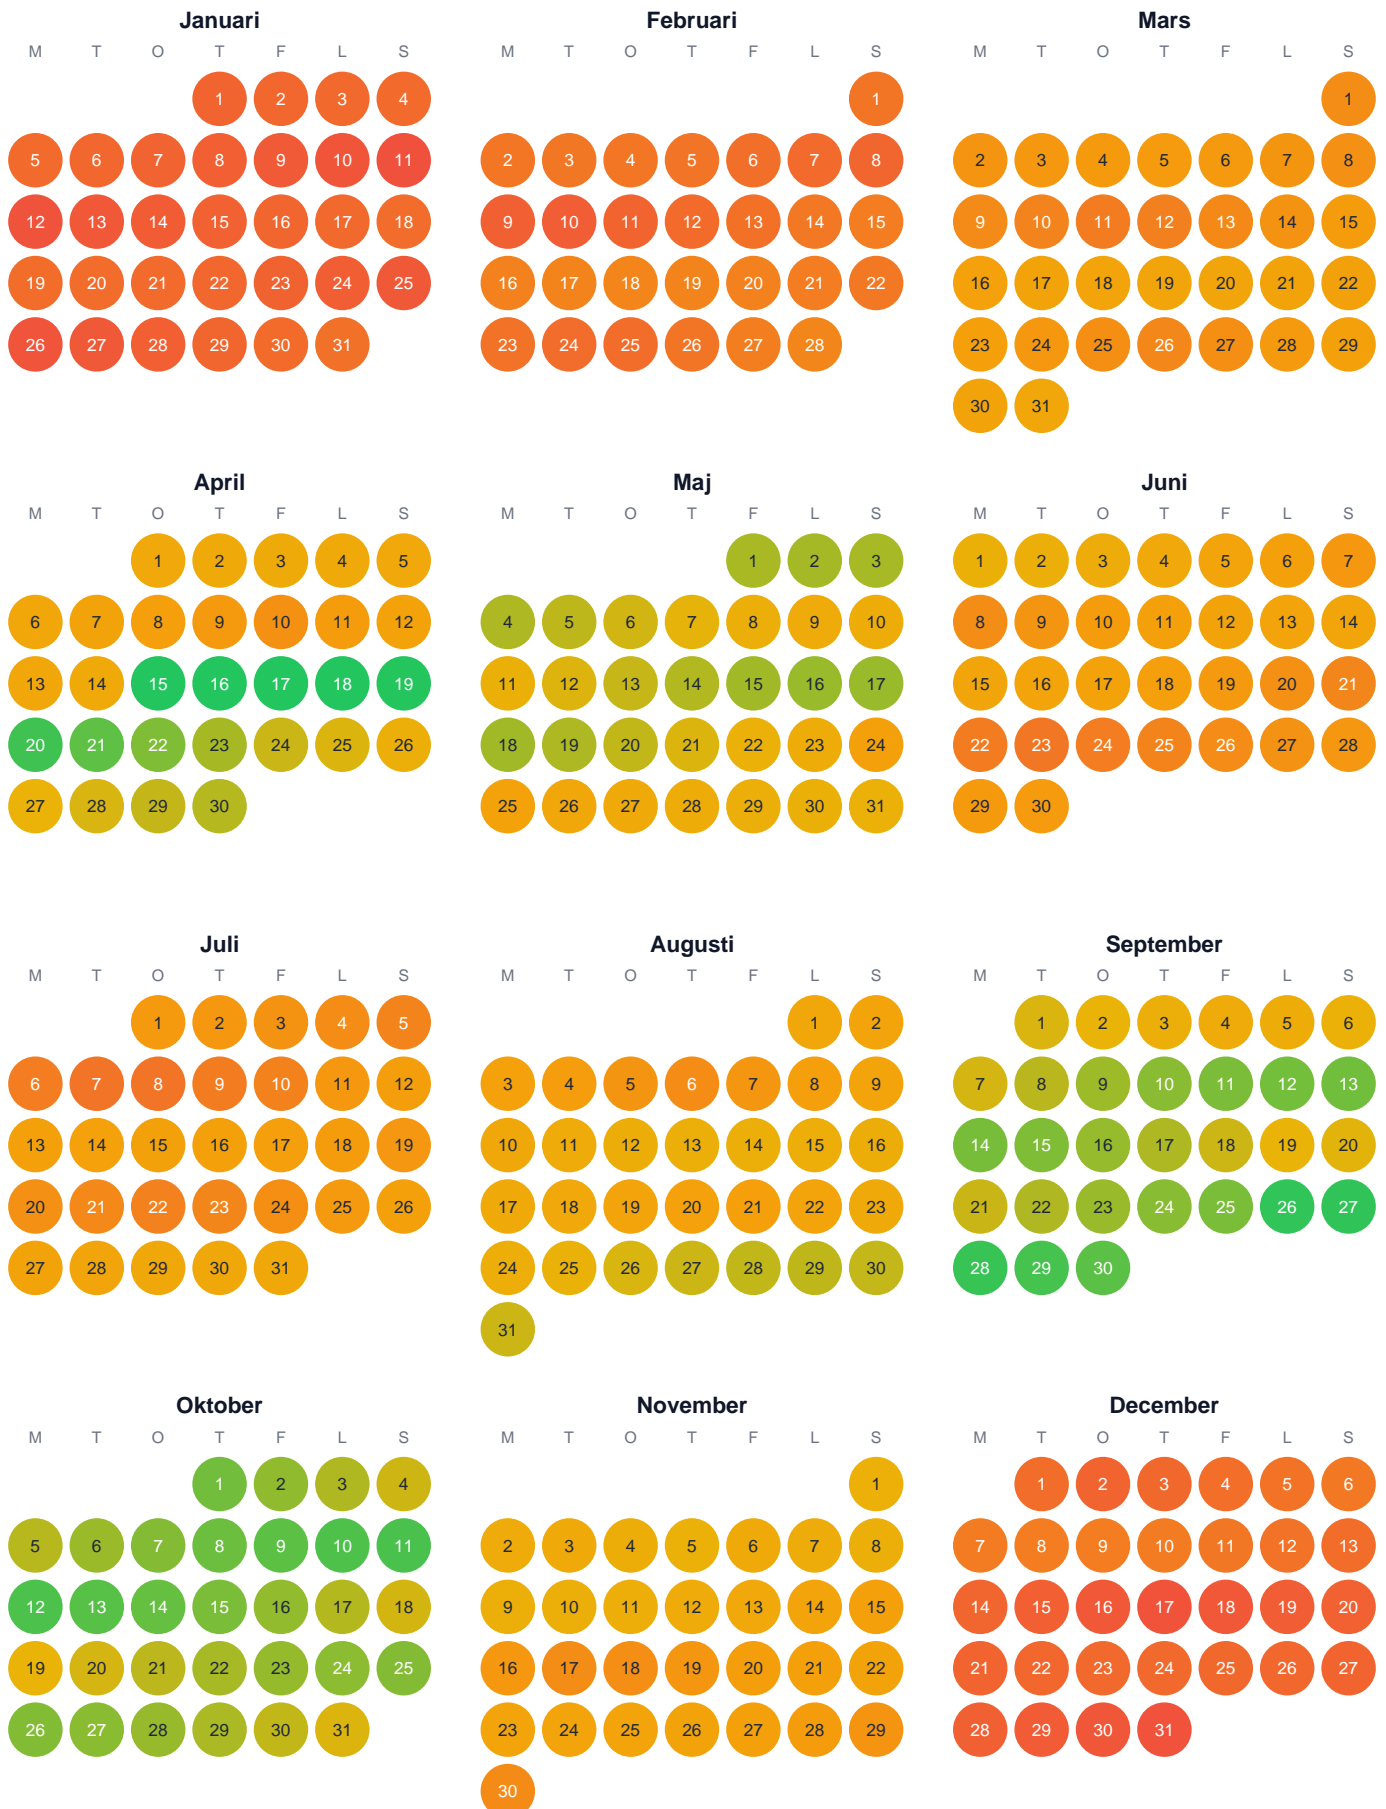 Januari
M T O T F L S
1 2 3 4
5 6 7 8 9 10 11
12 13 14 15 16 17 18
19 20 21 22 23 24 25
26 27 28 29 30 31
Februari
M T O T F L S
1
2 3 4 5 6 7 8
9 10 11 12 13 14 15
16 17 18 19 20 21 22
23 24 25 26 27 28
Mars
M T O T F L S
1
2 3 4 5 6 7 8
9 10 11 12 13 14 15
16 17 18 19 20 21 22
23 24 25 26 27 28 29
30 31
April
M T O T F L S
1 2 3 4 5
6 7 8 9 10 11 12
13 14 15 16 17 18 19
20 21 22 23 24 25 26
27 28 29 30
Maj
M T O T F L S
1 2 3
4 5 6 7 8 9 10
11 12 13 14 15 16 17
18 19 20 21 22 23 24
25 26 27 28 29 30 31
Juni
M T O T F L S
1 2 3 4 5 6 7
8 9 10 11 12 13 14
15 16 17 18 19 20 21
22 23 24 25 26 27 28
29 30
Juli
M T O T F L S
1 2 3 4 5
6 7 8 9 10 11 12
13 14 15 16 17 18 19
20 21 22 23 24 25 26
27 28 29 30 31
Augusti
M T O T F L S
1 2
3 4 5 6 7 8 9
10 11 12 13 14 15 16
17 18 19 20 21 22 23
24 25 26 27 28 29 30
31
September
M T O T F L S
1 2 3 4 5 6
7 8 9 10 11 12 13
14 15 16 17 18 19 20
21 22 23 24 25 26 27
28 29 30
Oktober
M T O T F L S
1 2 3 4
5 6 7 8 9 10 11
12 13 14 15 16 17 18
19 20 21 22 23 24 25
26 27 28 29 30 31
November
M T O T F L S
1
2 3 4 5 6 7 8
9 10 11 12 13 14 15
16 17 18 19 20 21 22
23 24 25 26 27 28 29
30
December
M T O T F L S
1 2 3 4 5 6
7 8 9 10 11 12 13
14 15 16 17 18 19 20
21 22 23 24 25 26 27
28 29 30 31